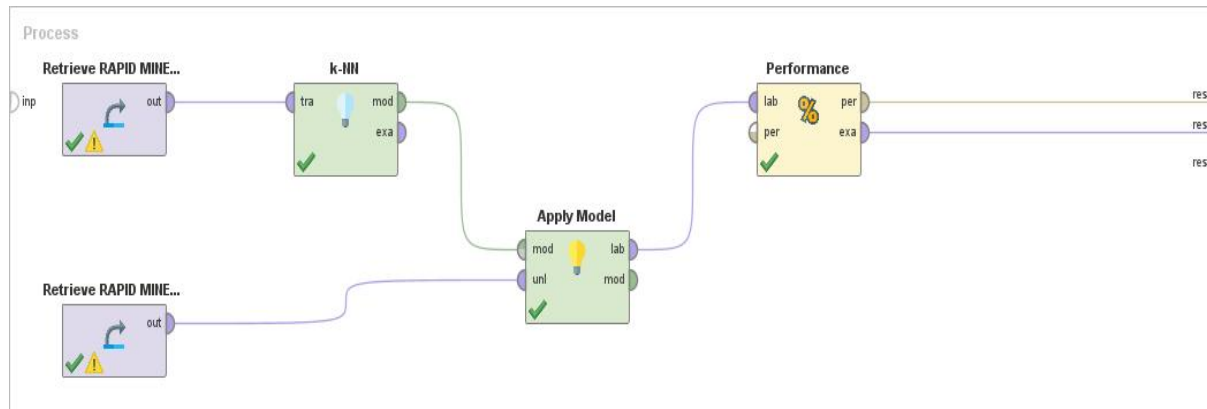 Process
Retrieve RAPID MINE...
k-NN
Performance
inp
out
tra
mod
exa
lab
per
%
per
exa
res
res
res
Apply Model
mod
lab
unl
mod
Retrieve RAPID MINE...
out